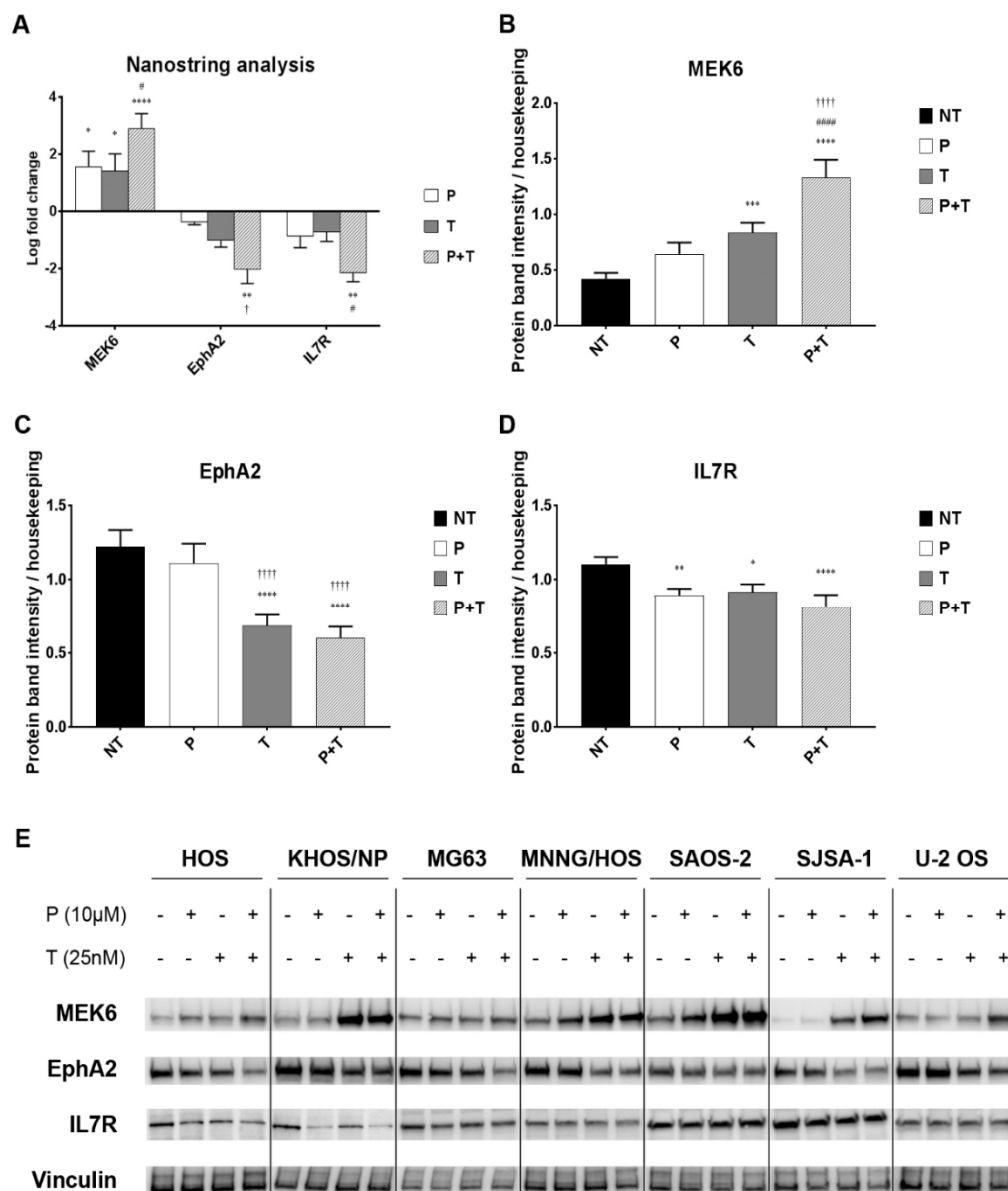 A
Nanostring analysis
Log fold change
4
2
0
-2
-4
* * **** #
** †
** #
MEK6 EphA2 IL7R
P
T
P+T
B
MEK6
Protein band intensity / housekeeping
2.0
1.5
1.0
0.5
0.0
***
††††
####
****
NT P T P+T
NT
P
T
P+T
C
EphA2
Protein band intensity / housekeeping
1.5
1.0
0.5
0.0
†††† ††††
**** ****
NT P T P+T
NT
P
T
P+T
D
IL7R
Protein band intensity / housekeeping
1.5
1.0
0.5
0.0
** * ****
NT P T P+T
NT
P
T
P+T
E
HOS KHOS/NP MG63 MNNG/HOS SAOS-2 SJSA-1 U-2 OS
P (10µM) - + - + - + - + - + - + - + - + - + - + - + - + - + - +
T (25nM) - - + + - - + + - - + + - - + + - - + + - - + + - - + +
MEK6
EphA2
IL7R
Vinculin